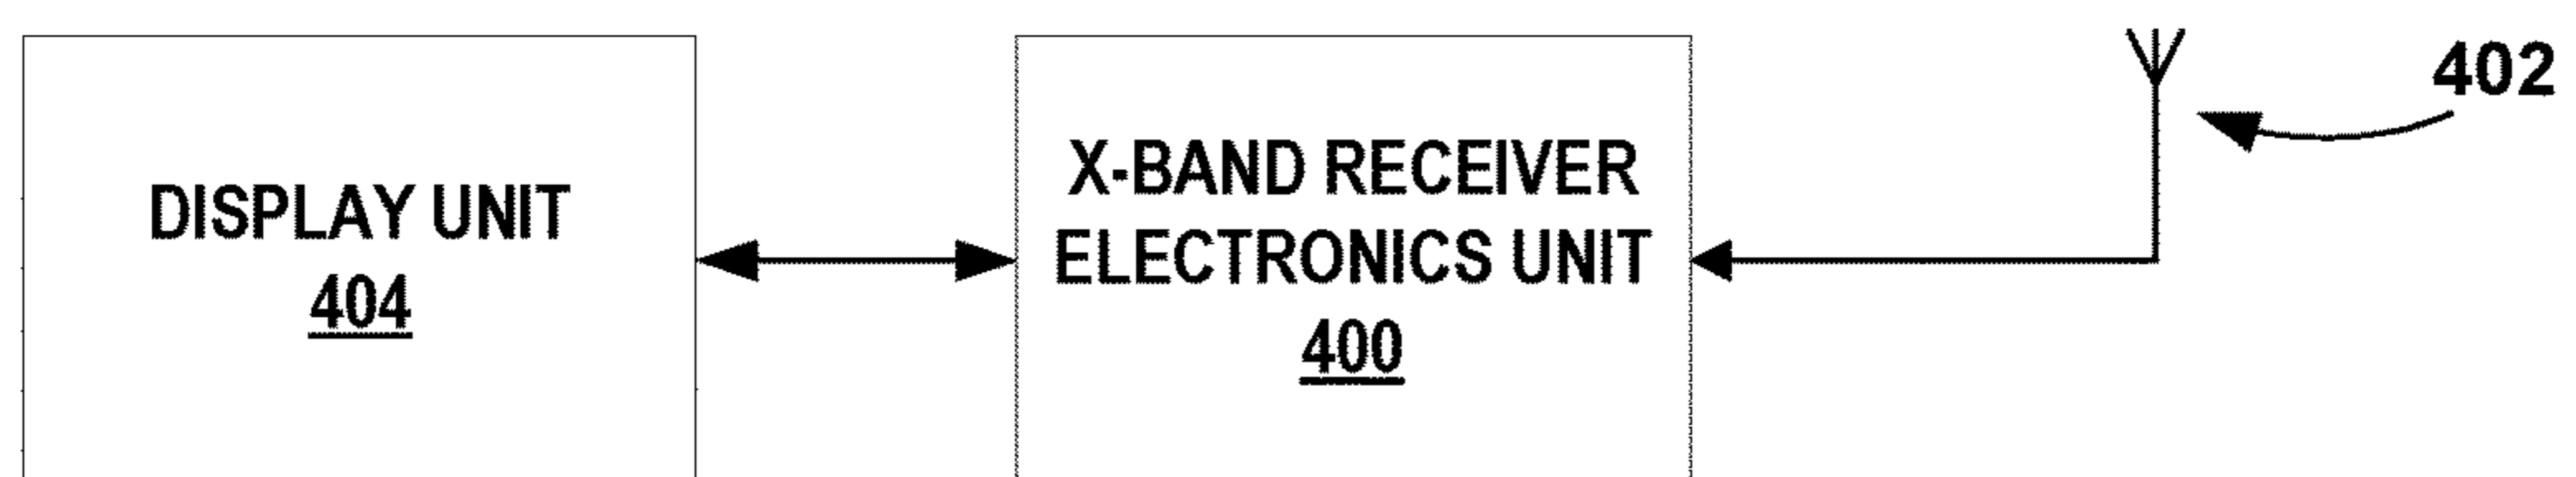 DISPLAY UNIT
404
X-BAND RECEIVER
ELECTRONICS UNIT
400
402